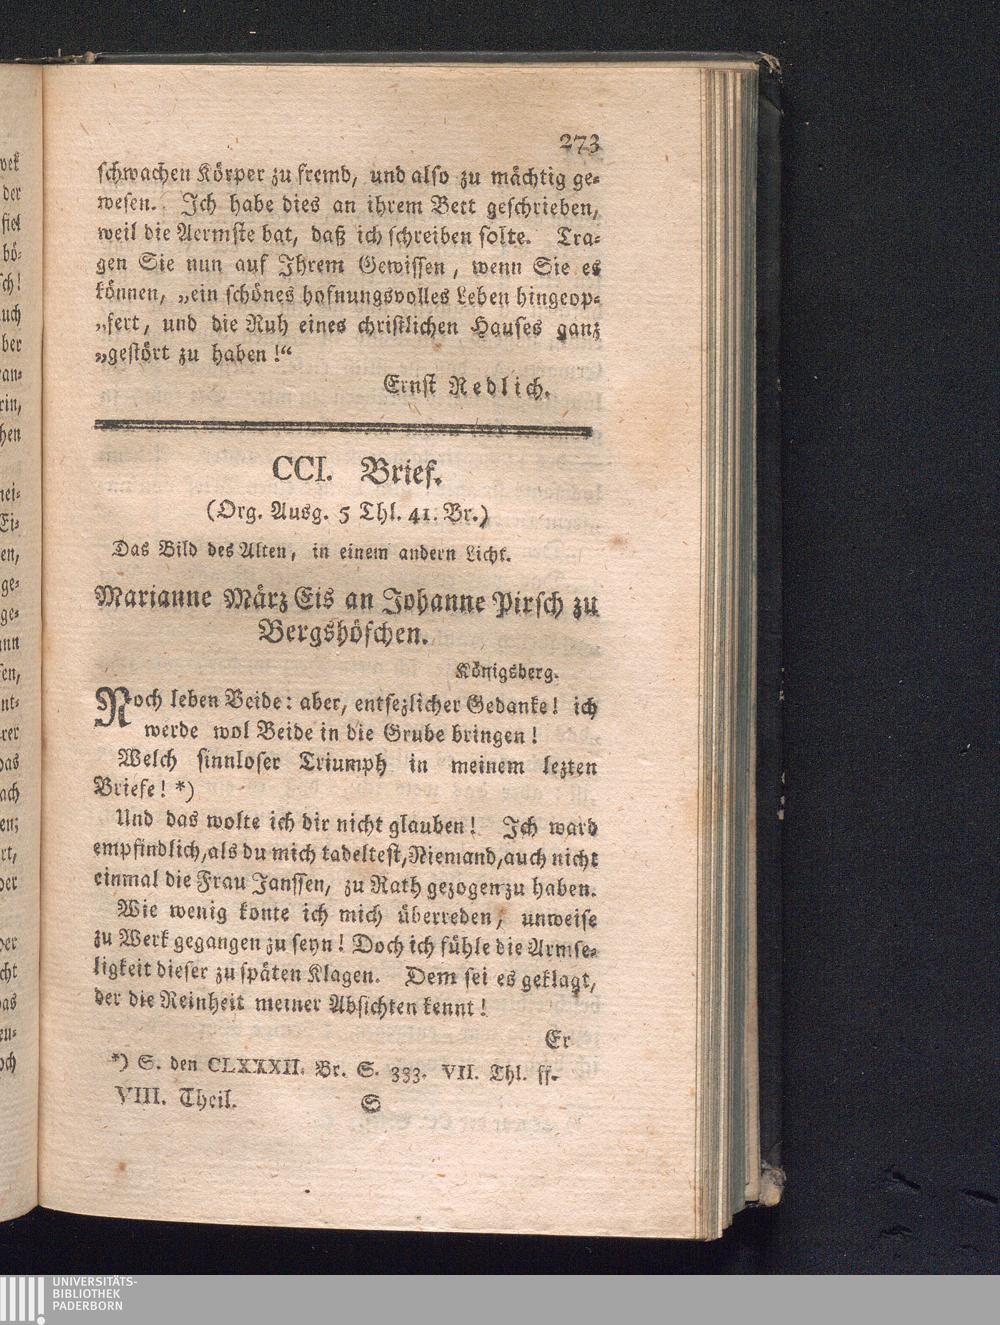 273
schwachen Körper zu fremd, und also zu mächtig ge-
wesen. Ich habe dies an ihrem Bett geschrieben,
weil die Aermste bat, daß ich schreiben solte. Tra-
gen Sie nun auf Ihrem Gewissen, wenn Sie es
können, „ein schönes hofnungsvolles Leben hingeop-
„fert, und die Ruh eines christlichen Hauses ganz
„gestört zu haben!“
Ernst Redlich.
CCI. Brief.
(Org. Ausg. 5 Thl. 41. Br.)
Das Bild des Alten, in einem andern Licht.
Marianne März Eis an Johanne Pirsch zu
Bergshöfchen.
Königsberg.
Noch leben Beide: aber, entsezlicher Gedanke! ich
werde wol Beide in die Grube bringen!
Welch sinnloser Triumph in meinem lezten
Briefe! *)
Und das wolte ich dir nicht glauben! Ich ward
empfindlich, als du mich tadeltest, Niemand, auch nicht
einmal die Frau Janssen, zu Rath gezogen zu haben.
Wie wenig konte ich mich überreden, unweise
zu Werk gegangen zu seyn! Doch ich fühle die Armse-
ligkeit dieser zu späten Klagen. Dem sei es geklagt,
der die Reinheit meiner Absichten kennt!
Er
*) S. den CLXXXII. Br. S. 333. VII. Thl. ff.
VIII. Theil. S
UNIVERSITÄTS-
BIBLIOTHEK
PADERBORN